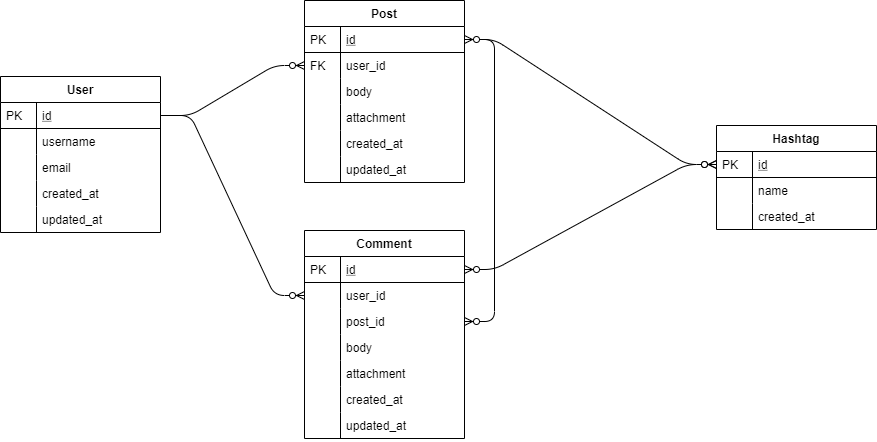 User
PK id
username
email
created_at
updated_at
Post
PK id
FK user_id
body
attachment
created_at
updated_at
Comment
PK id
user_id
post_id
body
attachment
created_at
updated_at
Hashtag
PK id
name
created_at